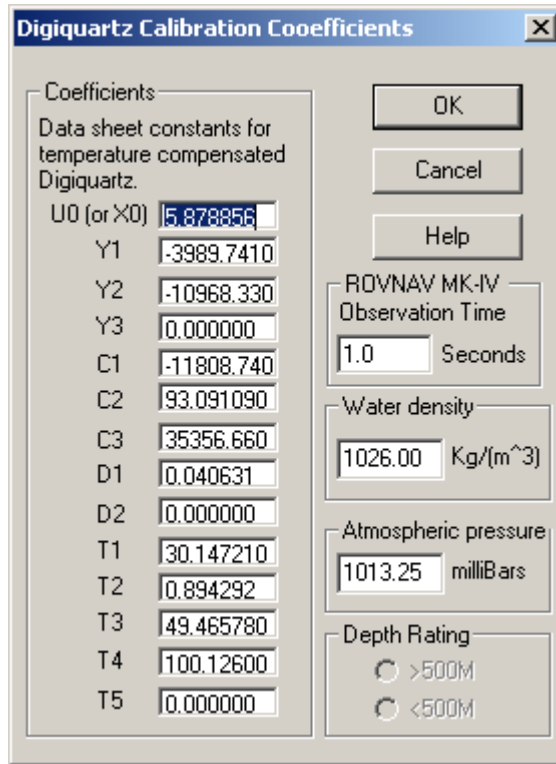 Digiquartz Calibration Cooefficients
Coefficients
Data sheet constants for
temperature compensated
Digiquartz.
U0 (or X0) 5.878856
Y1 -3989.7410
Y2 -10968.330
Y3 0.000000
C1 -11808.740
C2 93.091090
C3 35356.660
D1 0.040631
D2 0.000000
T1 30.147210
T2 0.894292
T3 49.465780
T4 100.12600
T5 0.000000
OK
Cancel
Help
ROVNAV MK-IV
Observation Time
1.0 Seconds
Water density
1026.00 Kg/(m^3)
Atmospheric pressure
1013.25 milliBars
Depth Rating
>500M
<500M